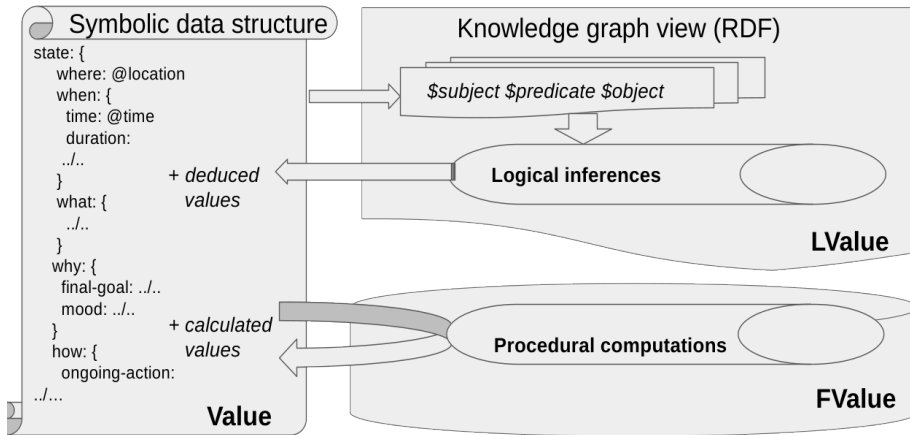 Symbolic data structure
state: {
where: @location
when: {
time: @time
duration:
../..
}
what: {
../..
}
why: {
final-goal: ../..
mood: ../..
}
how: {
ongoing-action:
../…
+ deduced
values
+ calculated
values
Value
Knowledge graph view (RDF)
$subject $predicate $object
Logical inferences
LValue
Procedural computations
FValue